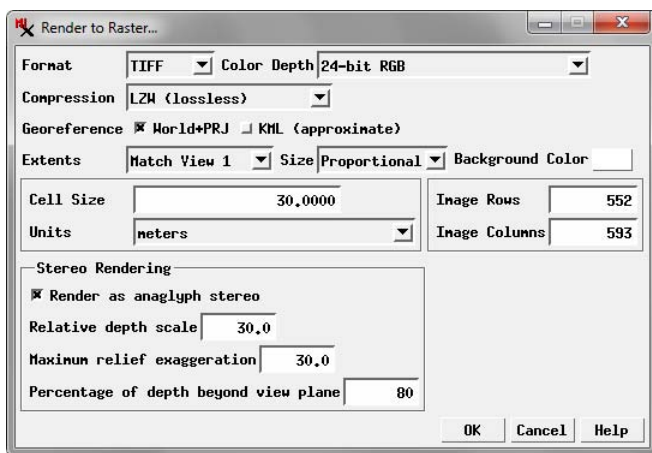 Render to Raster...
Format TIFF Color Depth 24-bit RGB
Compression LZW (lossless)
Georeference World+PRJ KML (approximate)
Extents Match View 1 Size Proportional Background Color
Cell Size 30.0000 Image Rows 552
Units meters Image Columns 593
Stereo Rendering
Render as anaglyph stereo
Relative depth scale 30.0
Maximum relief exaggeration 30.0
Percentage of depth beyond view plane 80
OK Cancel Help